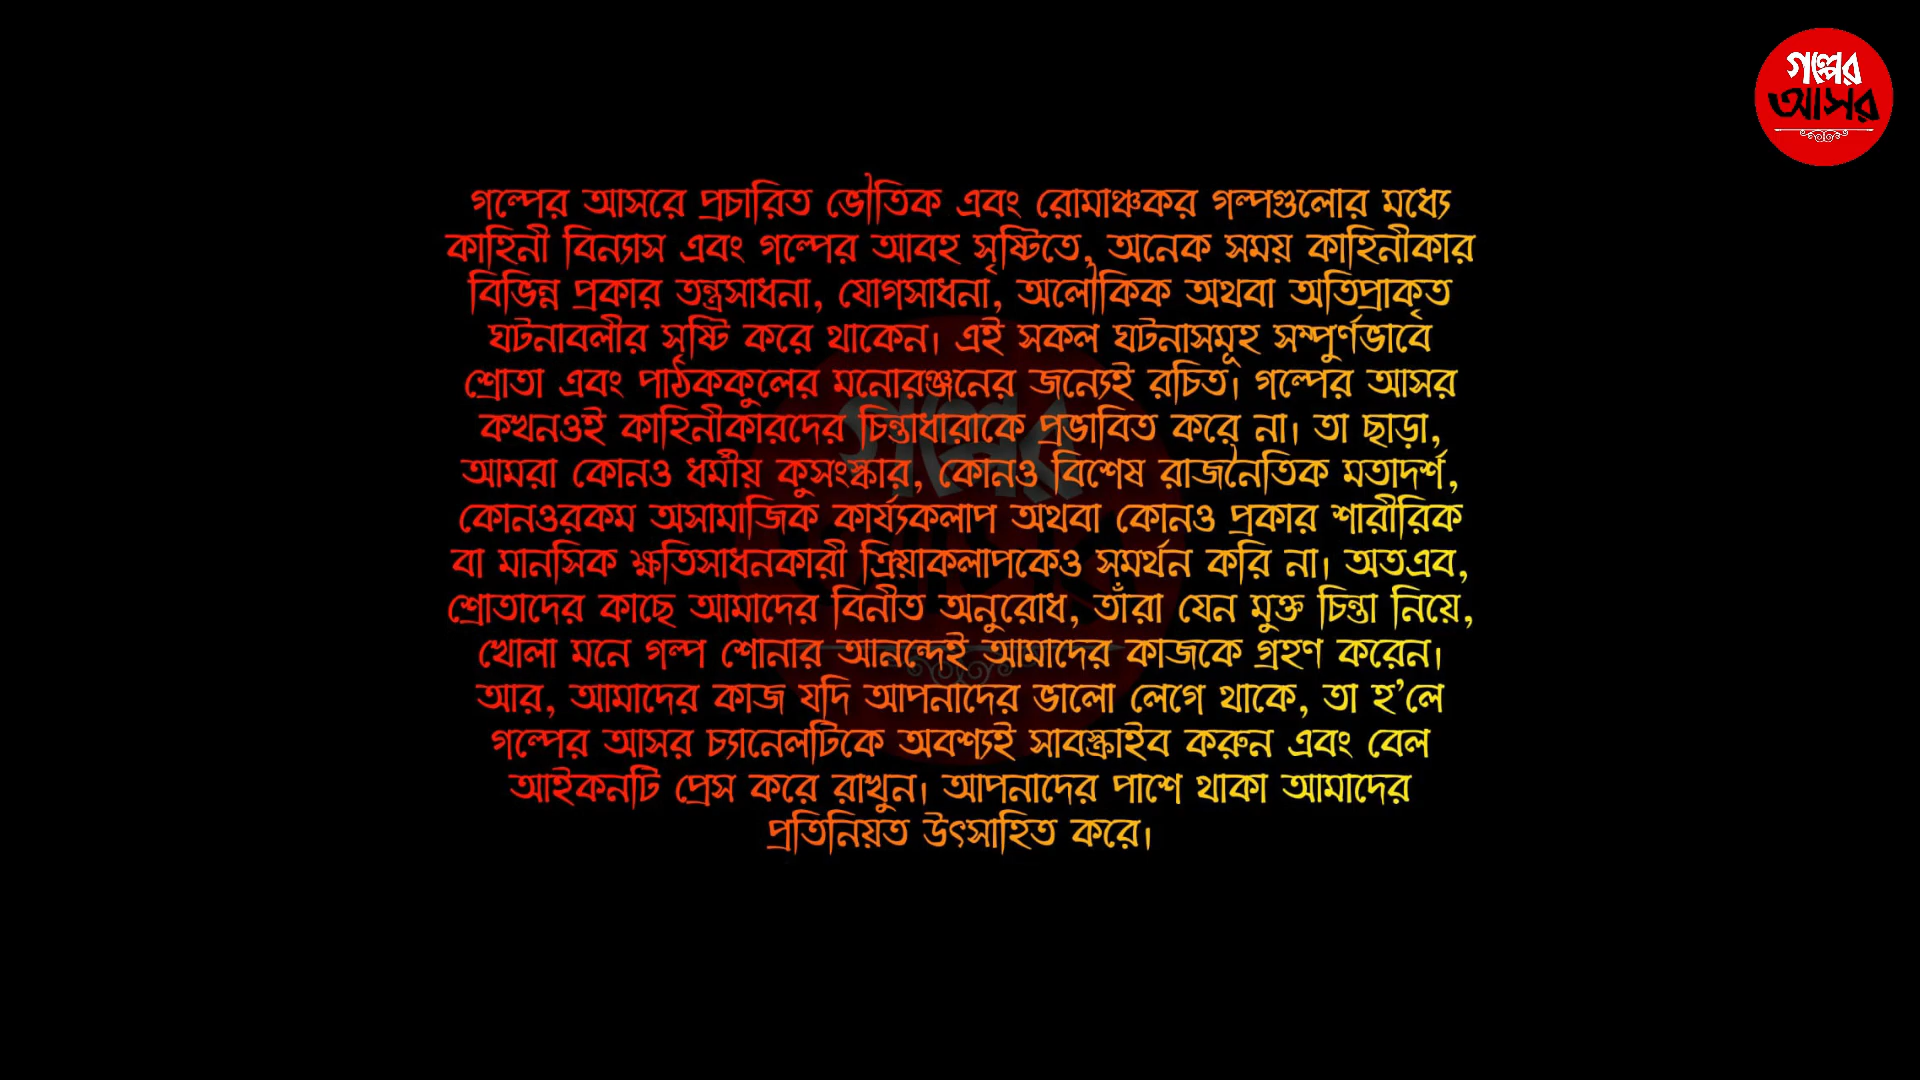 গল্পের
আসর
গল্পের আসরে প্রচারিত ভৌতিক এবং রোমাঞ্চকর গল্পগুলোর মধ্যে
কাহিনী বিন্যাস এবং গল্পের আবহ সৃষ্টিতে, অনেক সময় কাহিনীকার
বিভিন্ন প্রকার তন্ত্রসাধনা, যোগসাধনা, অলৌকিক অথবা অতিপ্রাকৃত
ঘটনাবলীর সৃষ্টি করে থাকেন। এই সকল ঘটনাসমূহ সম্পুর্ণভাবে
শ্রোতা এবং পাঠককুলের মনোরঞ্জনের জন্যেই রচিত। গল্পের আসর
কখনওই কাহিনীকারদের চিন্তাধারাকে প্রভাবিত করে না। তা ছাড়া,
আমরা কোনও ধর্মীয় কুসংস্কার, কোনও বিশেষ রাজনৈতিক মতাদর্শ,
কোনওরকম অসামাজিক কার্য্যকলাপ অথবা কোনও প্রকার শারীরিক
বা মানসিক ক্ষতিসাধনকারী ক্রিয়াকলাপকেও সমর্থন করি না। অতএব,
শ্রোতাদের কাছে আমাদের বিনীত অনুরোধ, তাঁরা যেন মুক্ত চিন্তা নিয়ে,
খোলা মনে গল্প শোনার আনন্দেই আমাদের কাজকে গ্রহণ করেন।
আর, আমাদের কাজ যদি আপনাদের ভালো লেগে থাকে, তা হ’লে
গল্পের আসর চ্যানেলটিকে অবশ্যই সাবস্ক্রাইব করুন এবং বেল
আইকনটি প্রেস করে রাখুন। আপনাদের পাশে থাকা আমাদের
প্রতিনিয়ত উৎসাহিত করে।